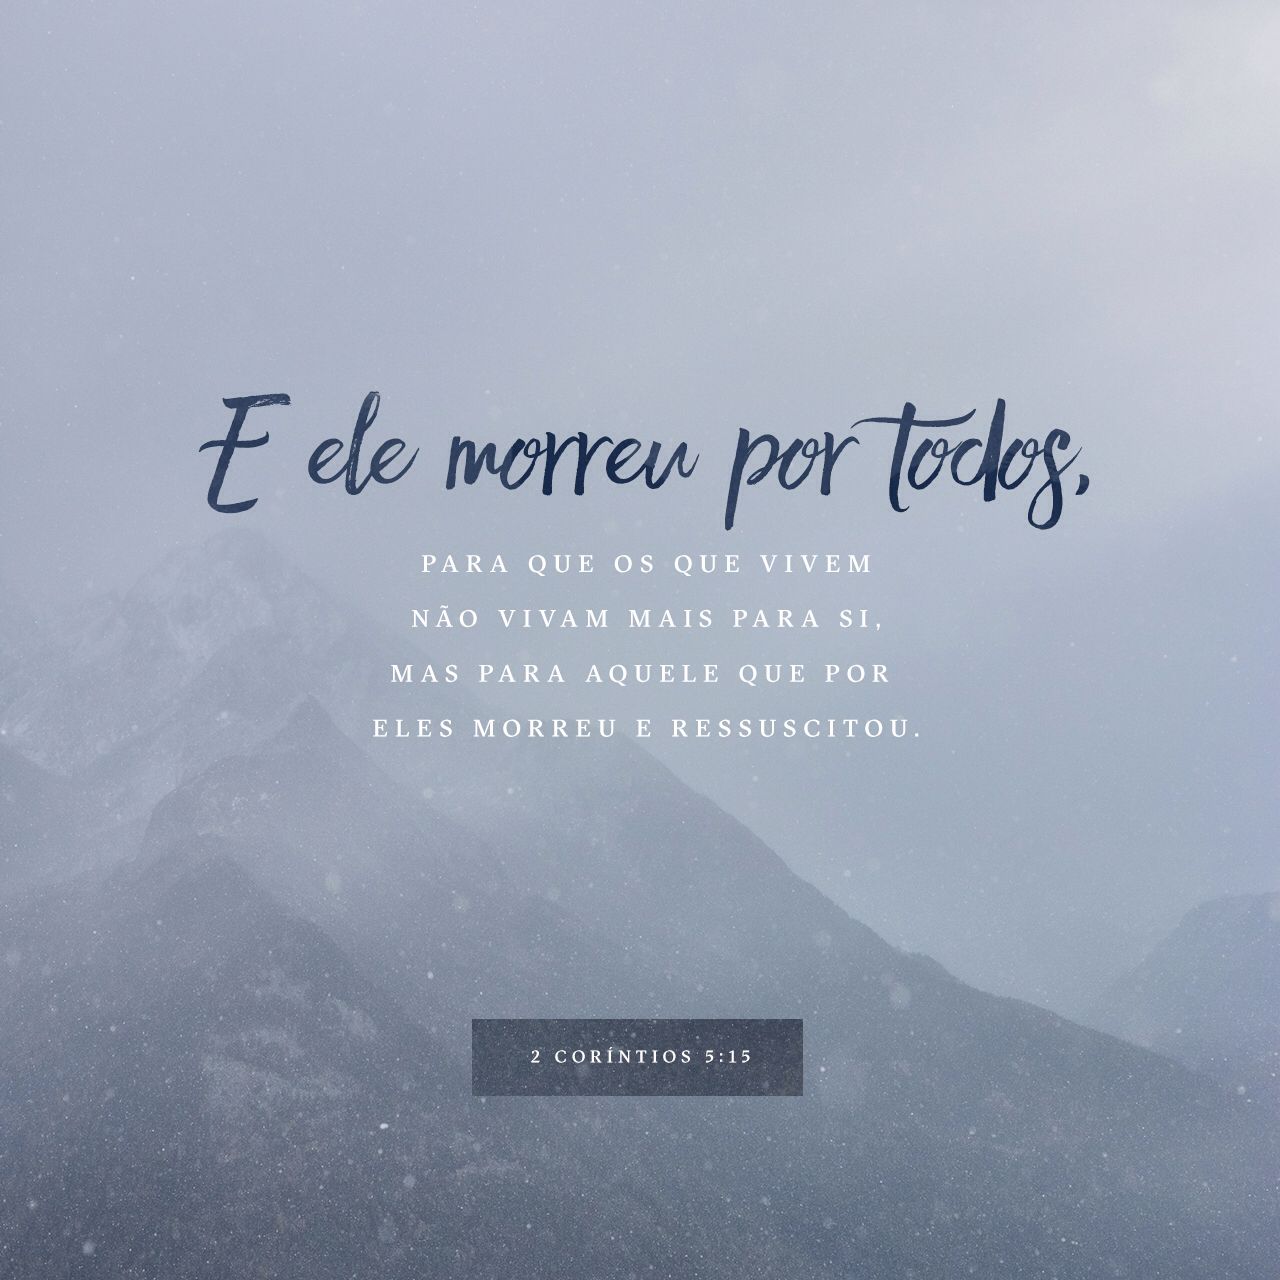 E ele morreu por todos,
PARA QUE OS QUE VIVEM
NÃO VIVAM MAIS PARA SI,
MAS PARA AQUELE QUE POR
ELES MORREU E RESSUSCITOU.
2 CORÍNTIOS 5:15